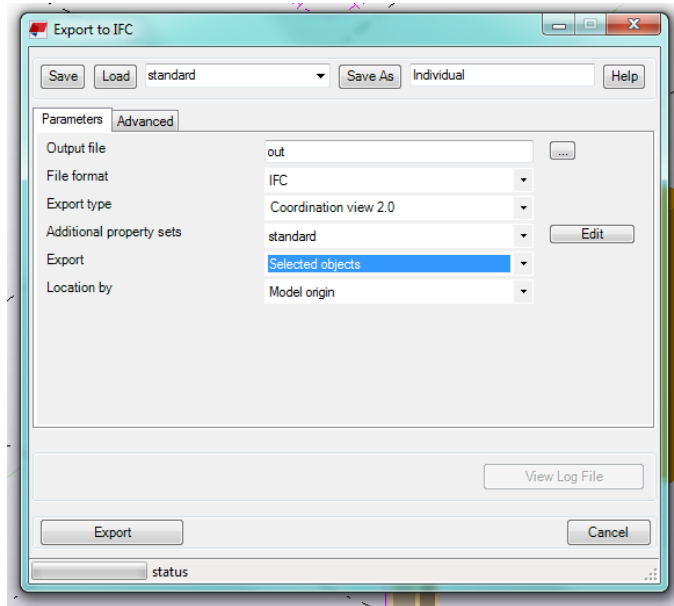 Export to IFC
Save Load standard Save As Individual Help
Parameters Advanced
Output file out ...
File format IFC
Export type Coordination view 2.0
Additional property sets standard Edit
Export Selected objects
Location by Model origin
View Log File
Export Cancel
status